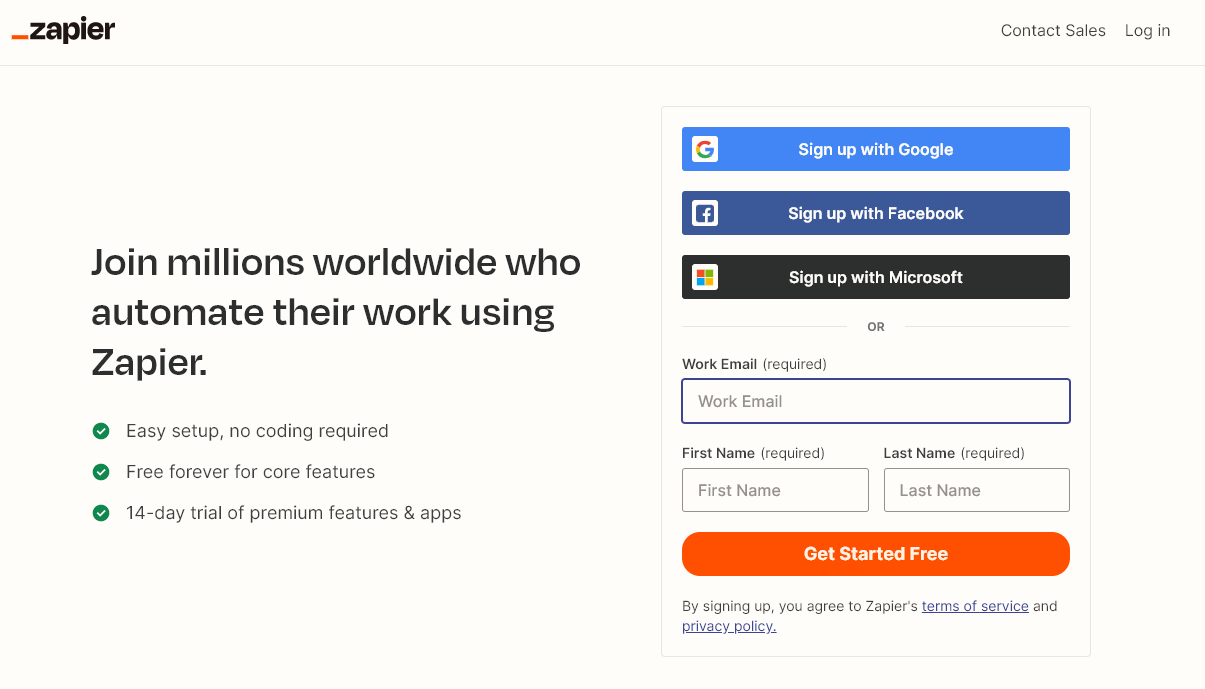 zapier
Contact Sales
Log in
Join millions worldwide who
automate their work using
Zapier.
Easy setup, no coding required
Free forever for core features
14-day trial of premium features & apps
Sign up with Google
Sign up with Facebook
Sign up with Microsoft
OR
Work Email (required)
Work Email
First Name (required)
Last Name (required)
First Name
Last Name
Get Started Free
By signing up, you agree to Zapier's terms of service and
privacy policy.